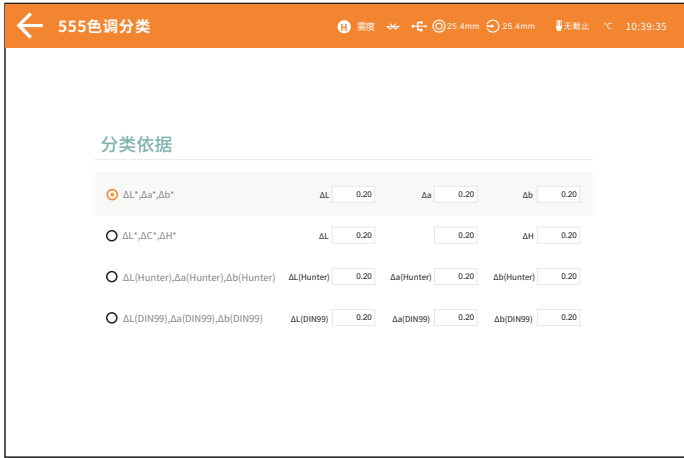 555色调分类 H 雾度 25.4mm 25.4mm 无截止 ℃ 10:39:35
分类依据
ΔL*,Δa*,Δb* ΔL 0.20 Δa 0.20 Δb 0.20
ΔL*,ΔC*,ΔH* ΔL 0.20 0.20 ΔH 0.20
ΔL(Hunter),Δa(Hunter),Δb(Hunter) ΔL(Hunter) 0.20 Δa(Hunter) 0.20 Δb(Hunter) 0.20
ΔL(DIN99),Δa(DIN99),Δb(DIN99) ΔL(DIN99) 0.20 Δa(DIN99) 0.20 Δb(DIN99) 0.20